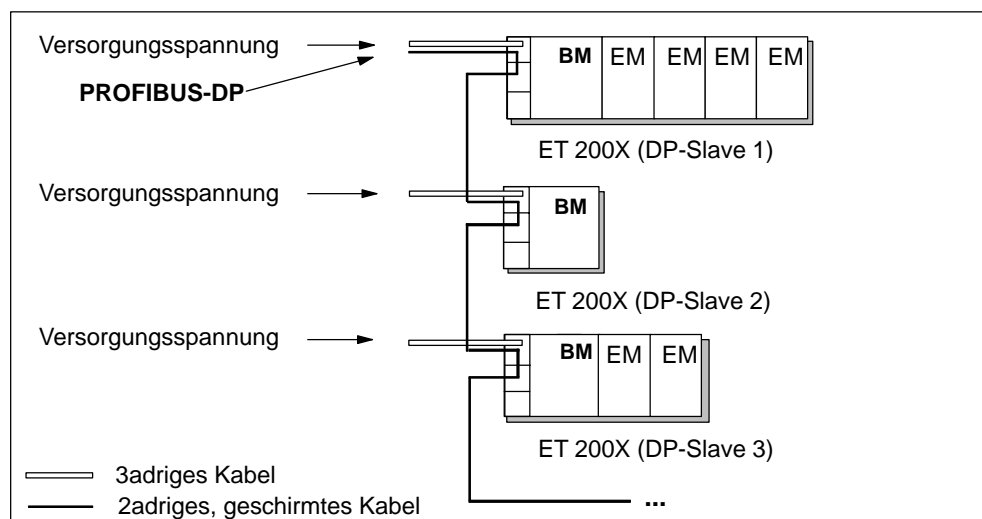 Versorgungsspannung
PROFIBUS-DP
BM EM EM EM EM
ET 200X (DP-Slave 1)
Versorgungsspannung
BM
ET 200X (DP-Slave 2)
Versorgungsspannung
BM EM EM
ET 200X (DP-Slave 3)
3adriges Kabel
2adriges, geschirmtes Kabel
...